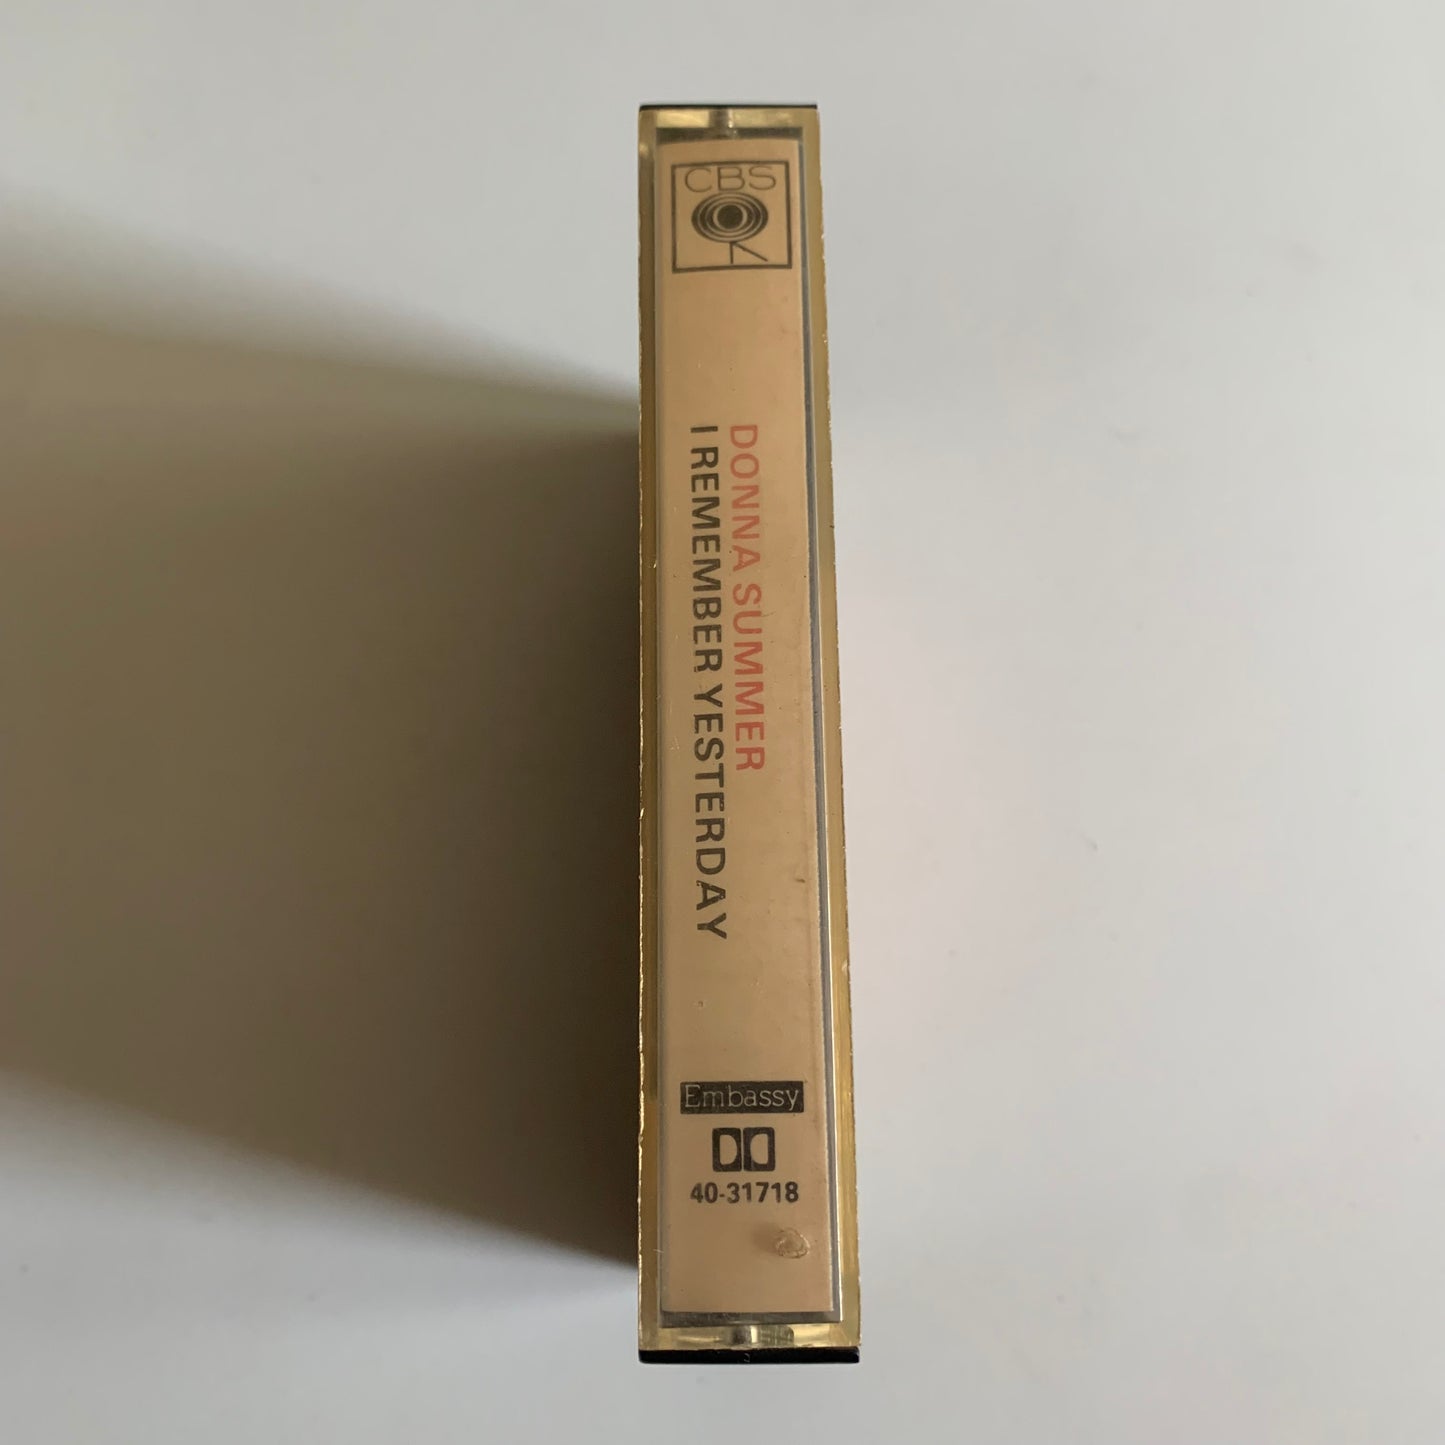 CBS
DONNA SUMMER
I REMEMBER YESTERDAY
Embassy
40-31718